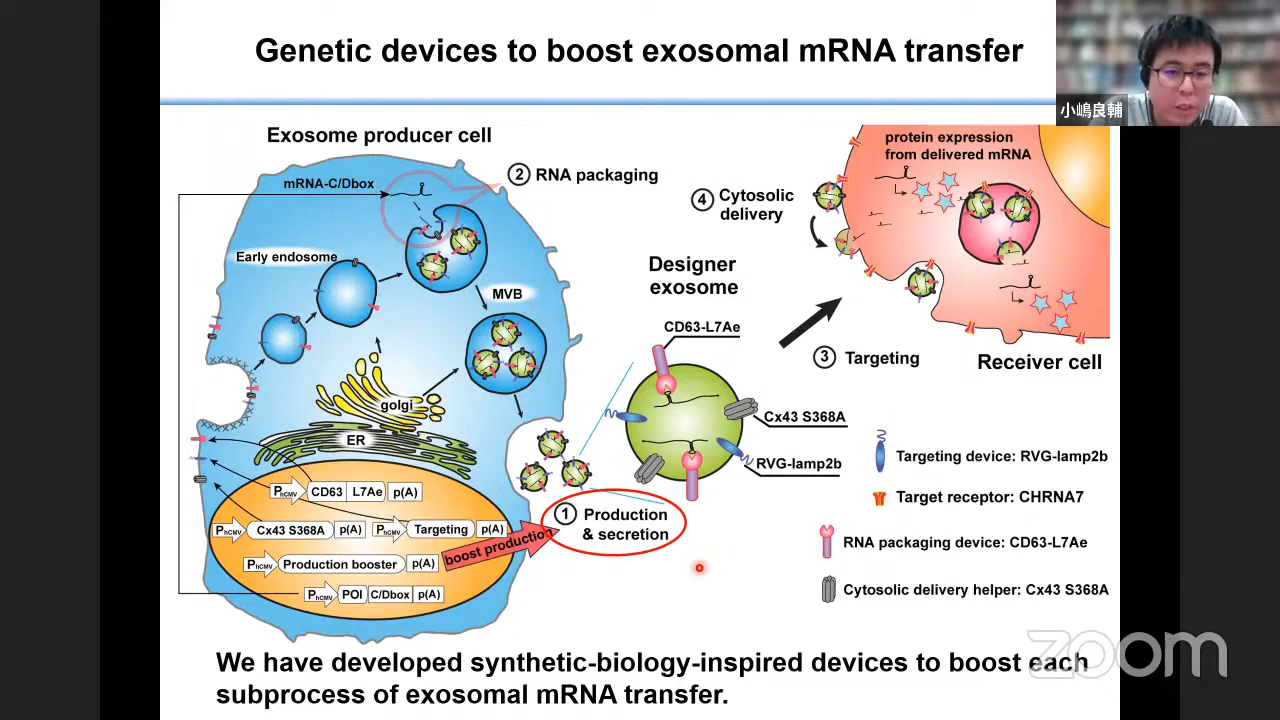 Genetic devices to boost exosomal mRNA transfer
小嶋良輔
Exosome producer cell
mRNA-C/Dbox
② RNA packaging
Early endosome
MVB
golgi
ER
PhCMV CD63 L7Ae p(A)
PhCMV Cx43 S368A p(A)
PhCMV Targeting p(A)
PhCMV Production booster p(A)
PhCMV POI C/Dbox p(A)
boost production
① Production
& secretion
Designer
exosome
CD63-L7Ae
Cx43 S368A
RVG-lamp2b
③ Targeting
④ Cytosolic
delivery
protein expression
from delivered mRNA
Receiver cell
Targeting device: RVG-lamp2b
Target receptor: CHRNA7
RNA packaging device: CD63-L7Ae
Cytosolic delivery helper: Cx43 S368A
We have developed synthetic-biology-inspired devices to boost each
subprocess of exosomal mRNA transfer.
zoom